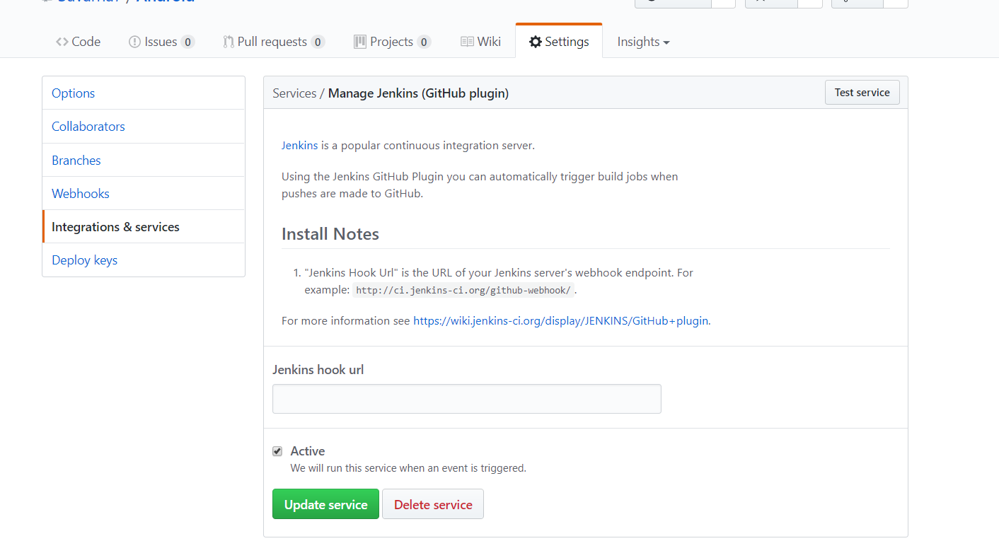 Code Issues 0 Pull requests 0 Projects 0 Wiki Settings Insights
Options
Collaborators
Branches
Webhooks
Integrations & services
Deploy keys
Services / Manage Jenkins (GitHub plugin)
Test service
Jenkins is a popular continuous integration server.
Using the Jenkins GitHub Plugin you can automatically trigger build jobs when
pushes are made to GitHub.
Install Notes
1. "Jenkins Hook Url" is the URL of your Jenkins server's webhook endpoint. For
example: http://ci.jenkins-ci.org/github-webhook/ .
For more information see https://wiki.jenkins-ci.org/display/JENKINS/GitHub+plugin.
Jenkins hook url
Active
We will run this service when an event is triggered.
Update service Delete service